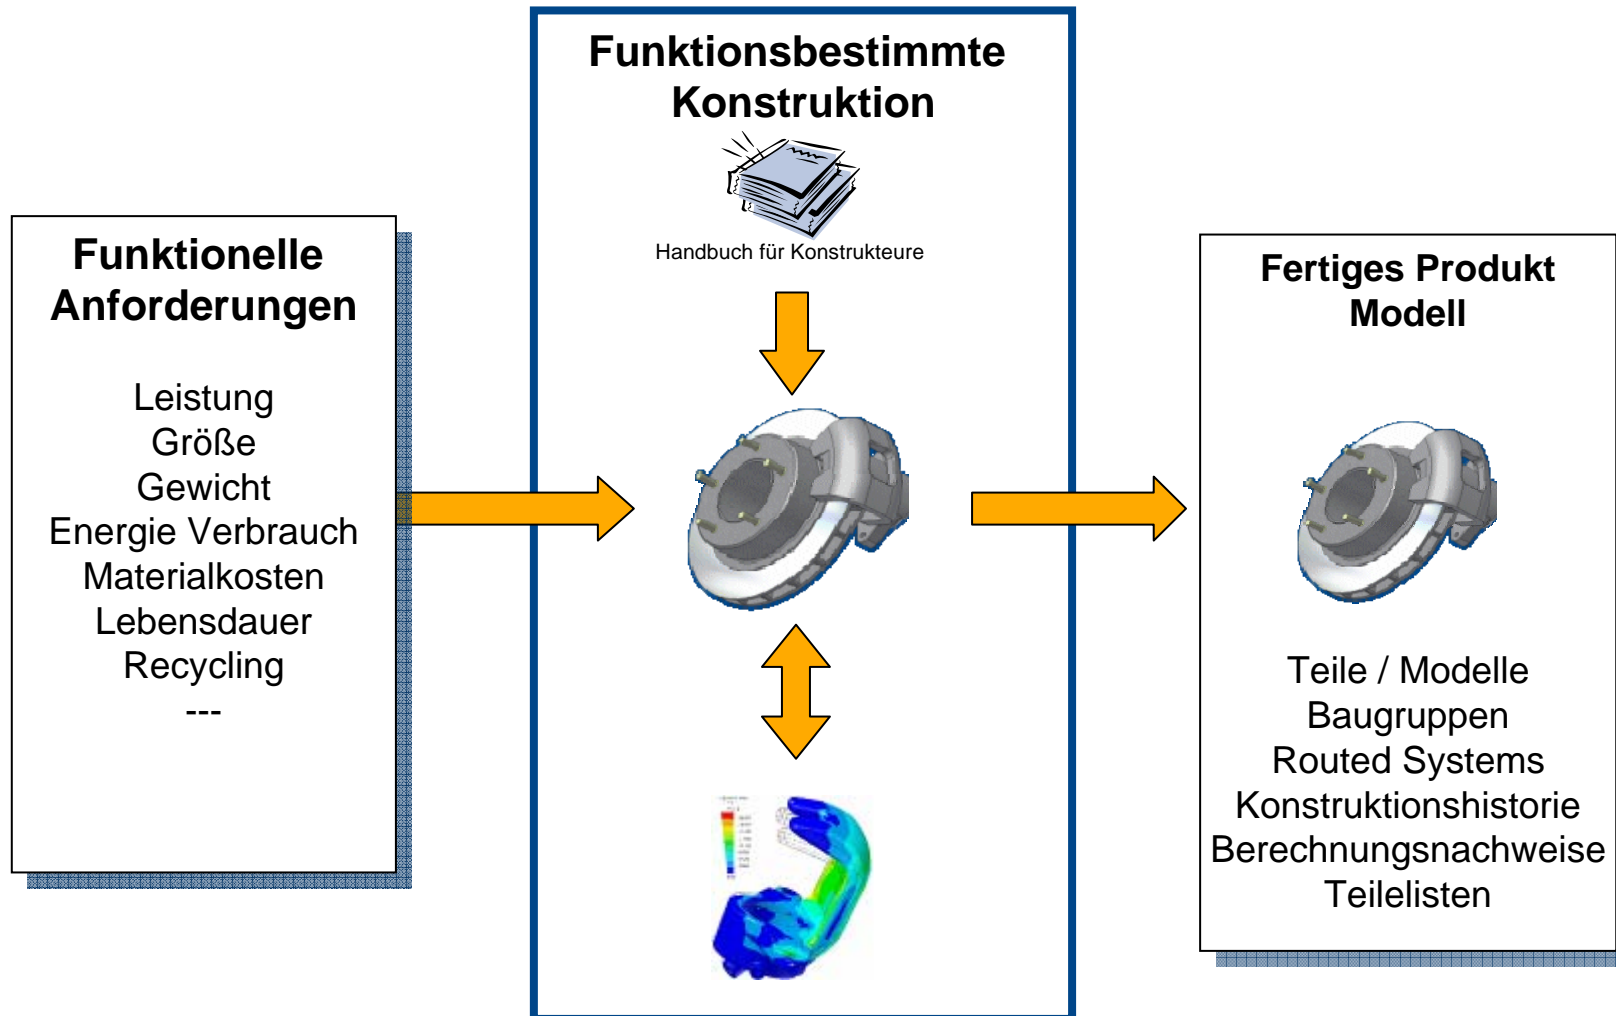 Funktionsbestimmte
Konstruktion
Handbuch für Konstrukteure
Funktionelle
Anforderungen
Leistung
Größe
Gewicht
Energie Verbrauch
Materialkosten
Lebensdauer
Recycling
---
Fertiges Produkt
Modell
Teile / Modelle
Baugruppen
Routed Systems
Konstruktionshistorie
Berechnungsnachweise
Teilelisten